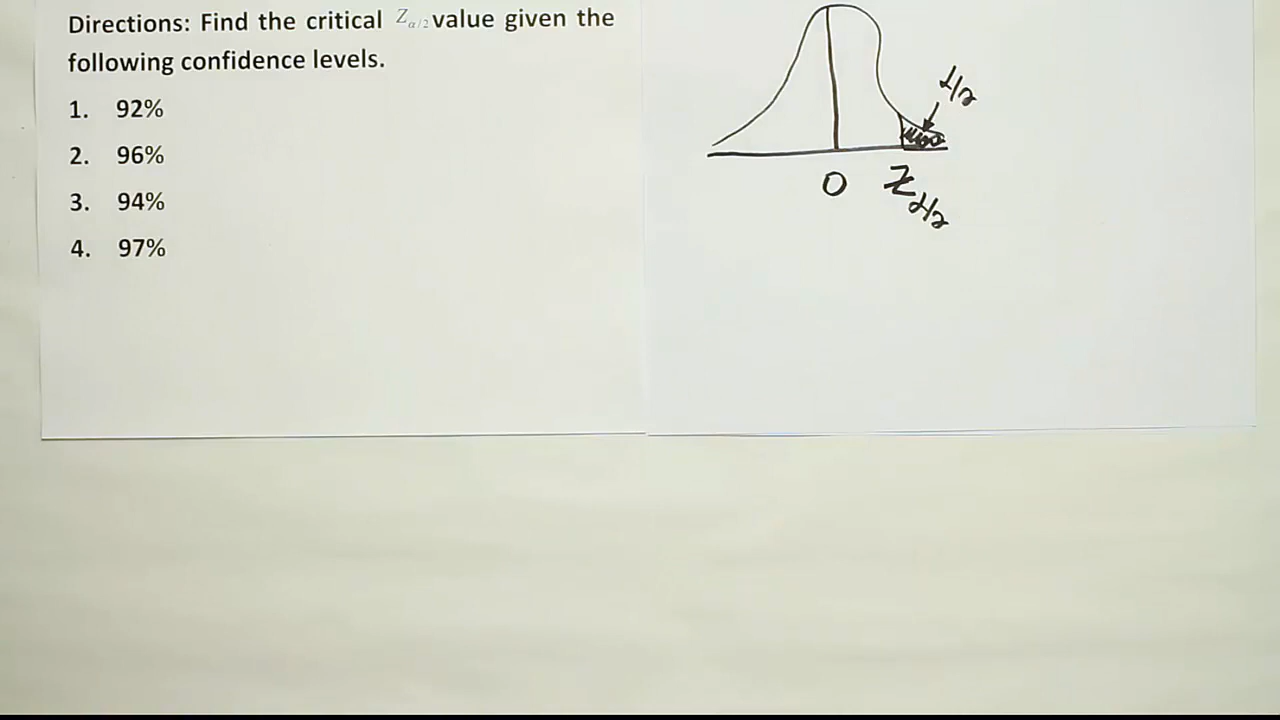 Directions: Find the critical Zα/2 value given the
following confidence levels.
1. 92%
2. 96%
3. 94%
4. 97%
α/2
0 Zα/2